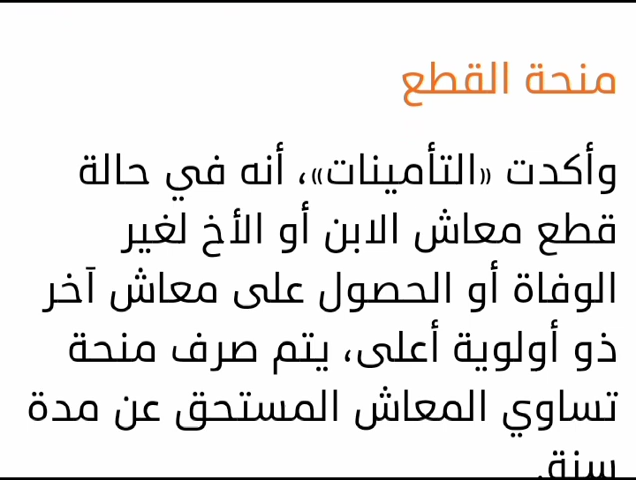 منحة القطع
وأكدت «التأمينات»، أنه في حالة
قطع معاش الابن أو الأخ لغير
الوفاة أو الحصول على معاش آخر
ذو أولوية أعلى، يتم صرف منحة
تساوي المعاش المستحق عن مدة
سنة.